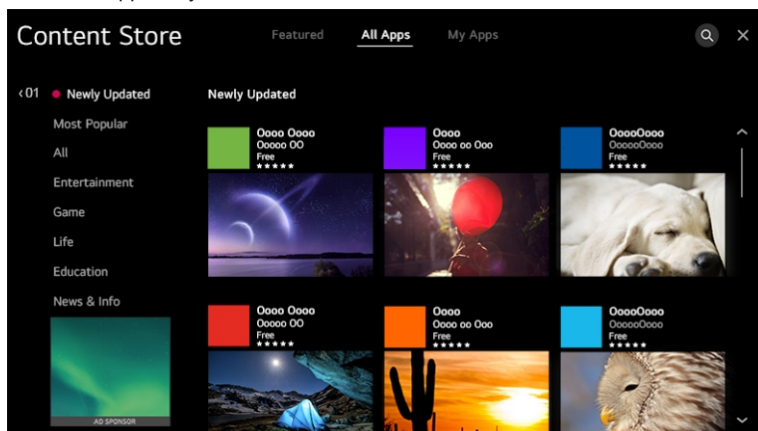 Content Store
Featured All Apps My Apps
‹01 Newly Updated
Most Popular
All
Entertainment
Game
Life
Education
News & Info
AD SPONSOR
Newly Updated
Oooo Oooo
Ooooo OO
Free
★★★★★
Oooo
Oooo oo Ooo
Free
★★★★★
OoooOooo
OooooOooo
Free
★★★★★
Oooo Oooo
Ooooo OO
Free
★★★★★
Oooo
Oooo oo Ooo
Free
★★★★★
OoooOooo
OooooOooo
Free
★★★★★